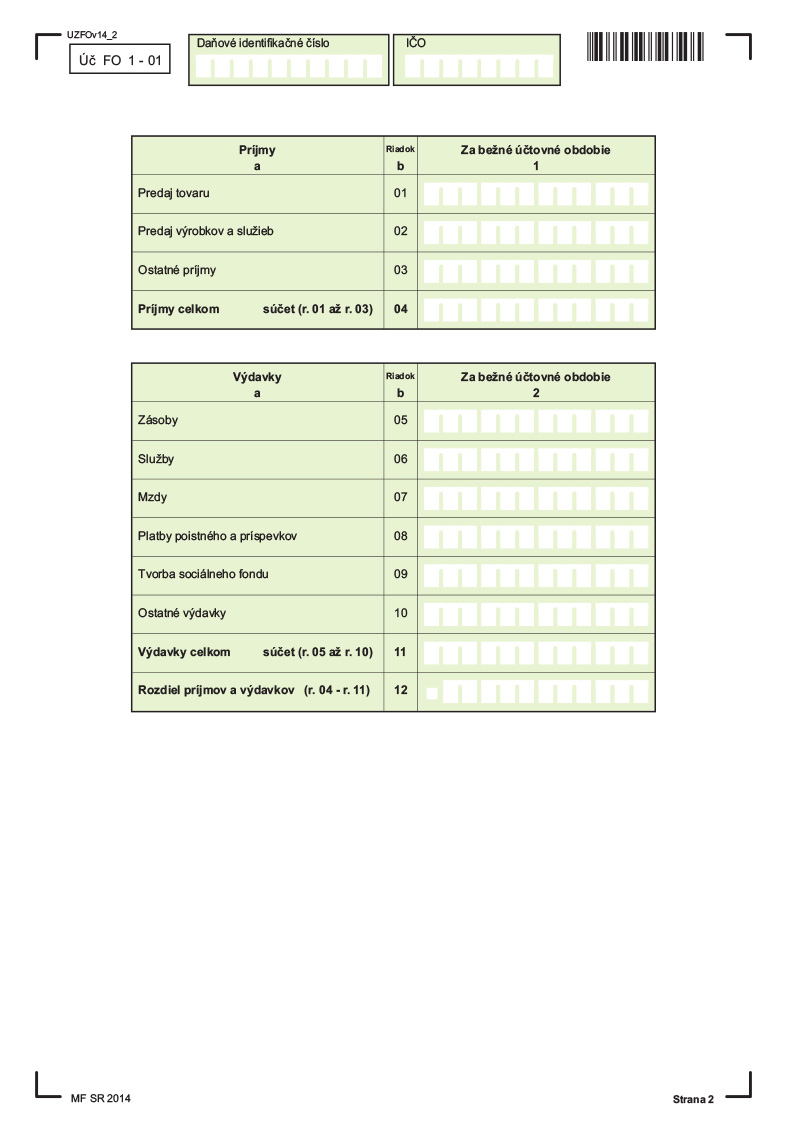 UZFOv14_2
Úč FO 1 - 01
Daňové identifikačné číslo
IČO
Príjmy Riadok Za bežné účtovné obdobie
a b 1
Predaj tovaru 01
Predaj výrobkov a služieb 02
Ostatné príjmy 03
Príjmy celkom súčet (r. 01 až r. 03) 04
Výdavky Riadok Za bežné účtovné obdobie
a b 2
Zásoby 05
Služby 06
Mzdy 07
Platby poistného a príspevkov 08
Tvorba sociálneho fondu 09
Ostatné výdavky 10
Výdavky celkom súčet (r. 05 až r. 10) 11
Rozdiel príjmov a výdavkov (r. 04 - r. 11) 12
MF SR 2014
Strana 2